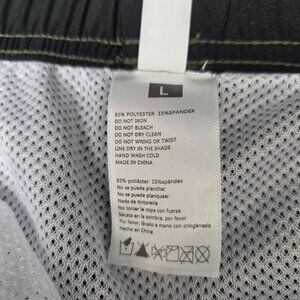 L
85% POLYESTER 15%SPANDEX
DO NOT IRON
DO NOT BLEACH
DO NOT DRY CLEAN
DO NOT WRING OR TWIST
LINE DRY IN THE SHADE
HAND WASH COLD
MADE IN CHINA
85% poliéster 15%spándex
No se puede planchar
No se puede planquear
Nada de tintorería
No torcer la ropa con fuerza
Sécate en la sombra, por favor
Por favor, lávalo a mano con criogénesis
Hecho en China